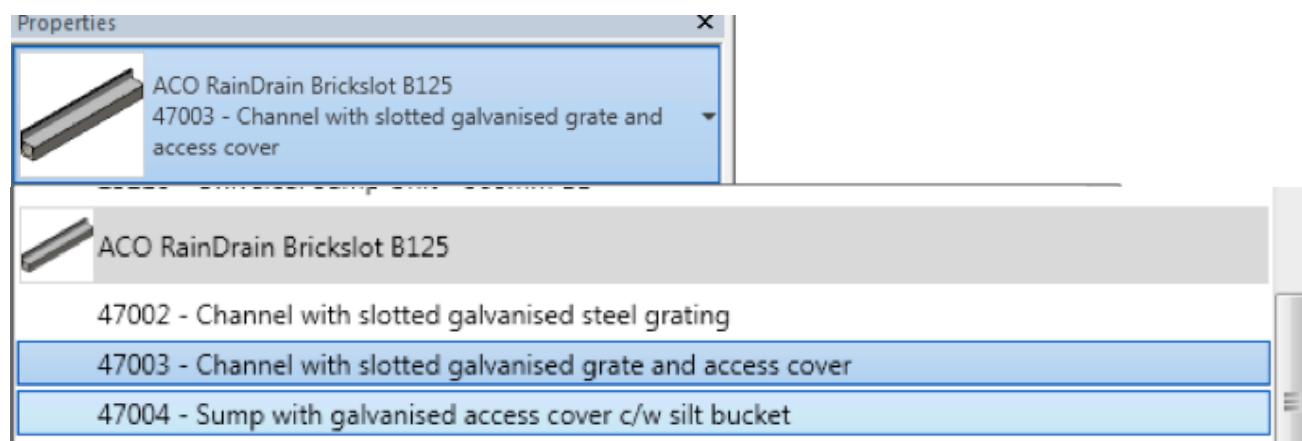 Properties
ACO RainDrain Brickslot B125
47003 - Channel with slotted galvanised grate and
access cover
ACO RainDrain Brickslot B125
47002 - Channel with slotted galvanised steel grating
47003 - Channel with slotted galvanised grate and access cover
47004 - Sump with galvanised access cover c/w silt bucket